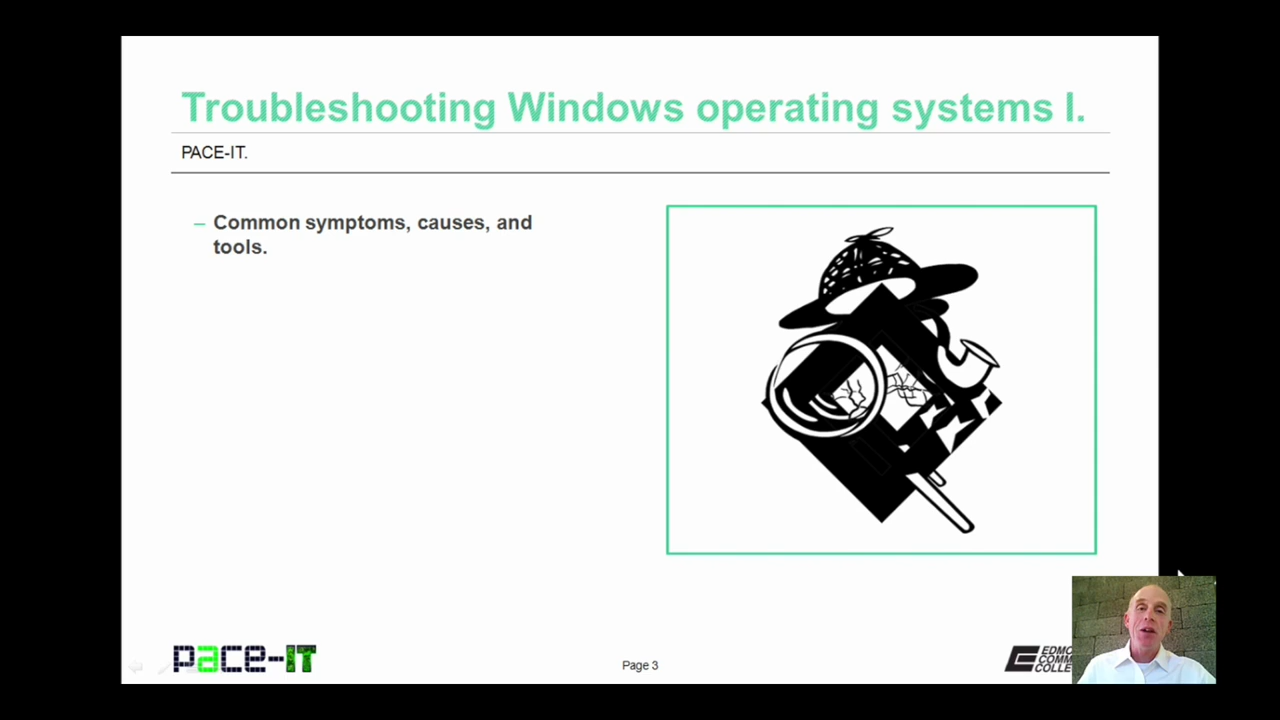 Troubleshooting Windows operating systems I.
PACE-IT.
– Common symptoms, causes, and
tools.
pace-IT
Page 3